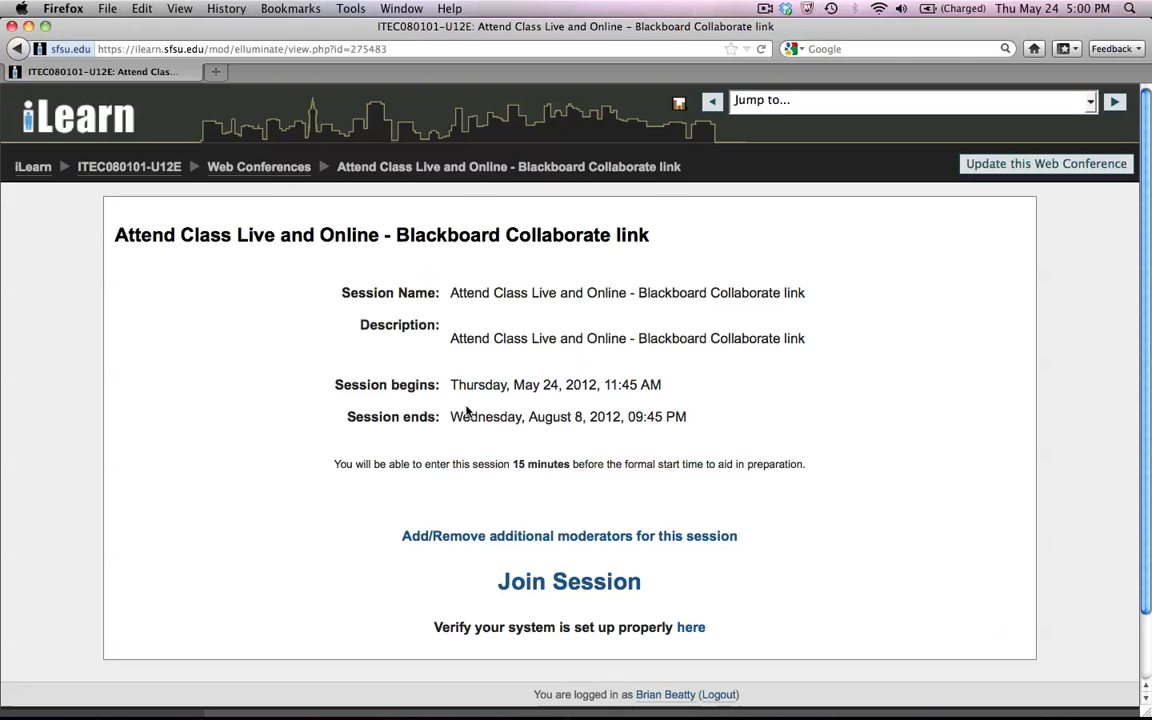 Firefox File Edit View History Bookmarks Tools Window Help (Charged) Thu May 24 5:00 PM
ITEC080101-U12E: Attend Class Live and Online - Blackboard Collaborate link
sfsu.edu https://ilearn.sfsu.edu/mod/elluminate/view.php?id=275483 Google Feedback
ITEC080101-U12E: Attend Clas...
iLearn Jump to...
iLearn ITEC080101-U12E Web Conferences Attend Class Live and Online - Blackboard Collaborate link Update this Web Conference
Attend Class Live and Online - Blackboard Collaborate link
Session Name: Attend Class Live and Online - Blackboard Collaborate link
Description:
Attend Class Live and Online - Blackboard Collaborate link
Session begins: Thursday, May 24, 2012, 11:45 AM
Session ends: Wednesday, August 8, 2012, 09:45 PM
You will be able to enter this session 15 minutes before the formal start time to aid in preparation.
Add/Remove additional moderators for this session
Join Session
Verify your system is set up properly here
You are logged in as Brian Beatty (Logout)